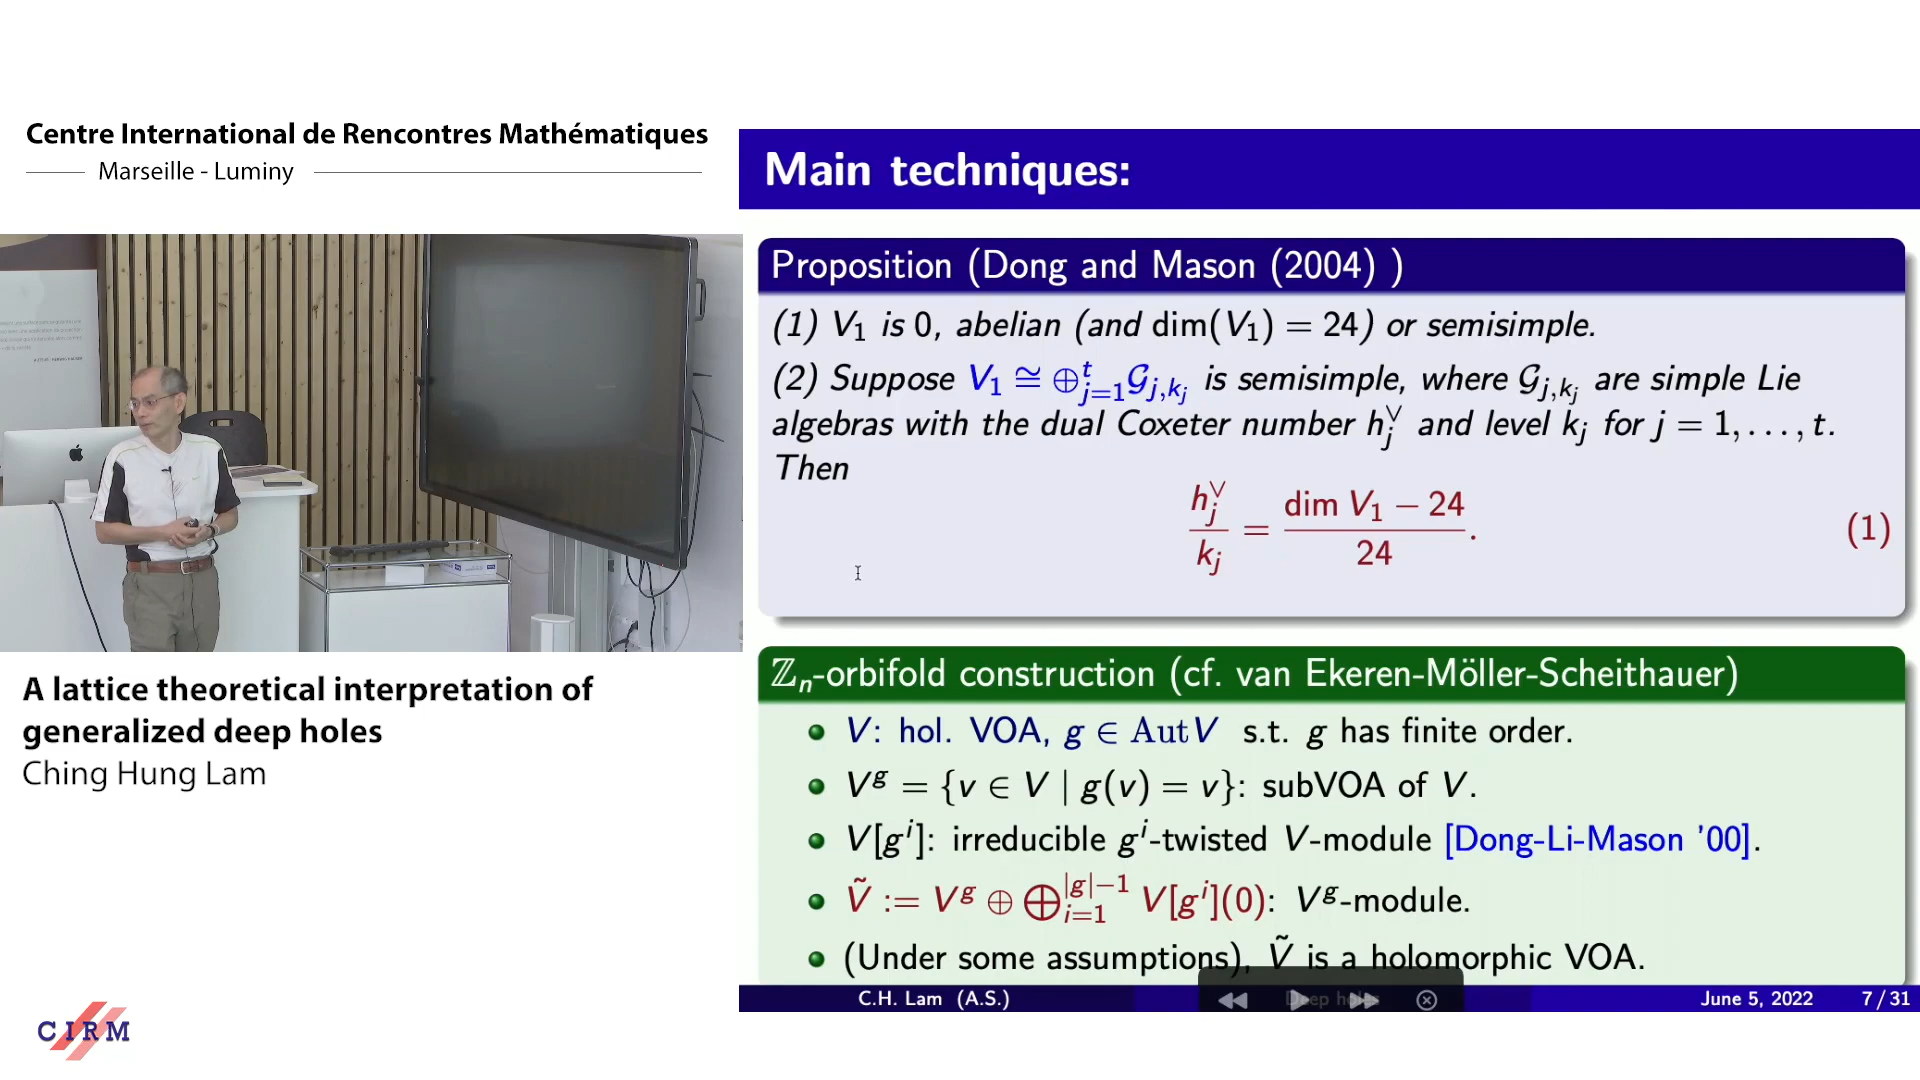 Centre International de Rencontres Mathématiques
Marseille - Luminy
A lattice theoretical interpretation of
generalized deep holes
Ching Hung Lam
CIRM
Main techniques:
Proposition (Dong and Mason (2004) )
(1) V₁ is 0, abelian (and dim(V₁) = 24) or semisimple.
(2) Suppose V₁ ≅ ⊕ᵗⱼ₌₁𝒢ⱼ,ₖⱼ is semisimple, where 𝒢ⱼ,ₖⱼ are simple Lie
algebras with the dual Coxeter number hⱼ^∨ and level kⱼ for j = 1, . . . , t.
Then
hⱼ^∨ / kⱼ = (dim V₁ − 24) / 24. (1)
ℤₙ-orbifold construction (cf. van Ekeren-Möller-Scheithauer)
V: hol. VOA, g ∈ AutV s.t. g has finite order.
V^g = {v ∈ V | g(v) = v}: subVOA of V.
V[gⁱ]: irreducible gⁱ-twisted V-module [Dong-Li-Mason '00].
Ṽ := V^g ⊕ ⊕_{i=1}^{|g|−1} V[gⁱ](0): V^g-module.
(Under some assumptions), Ṽ is a holomorphic VOA.
C.H. Lam (A.S.) Deep holes June 5, 2022 7 / 31